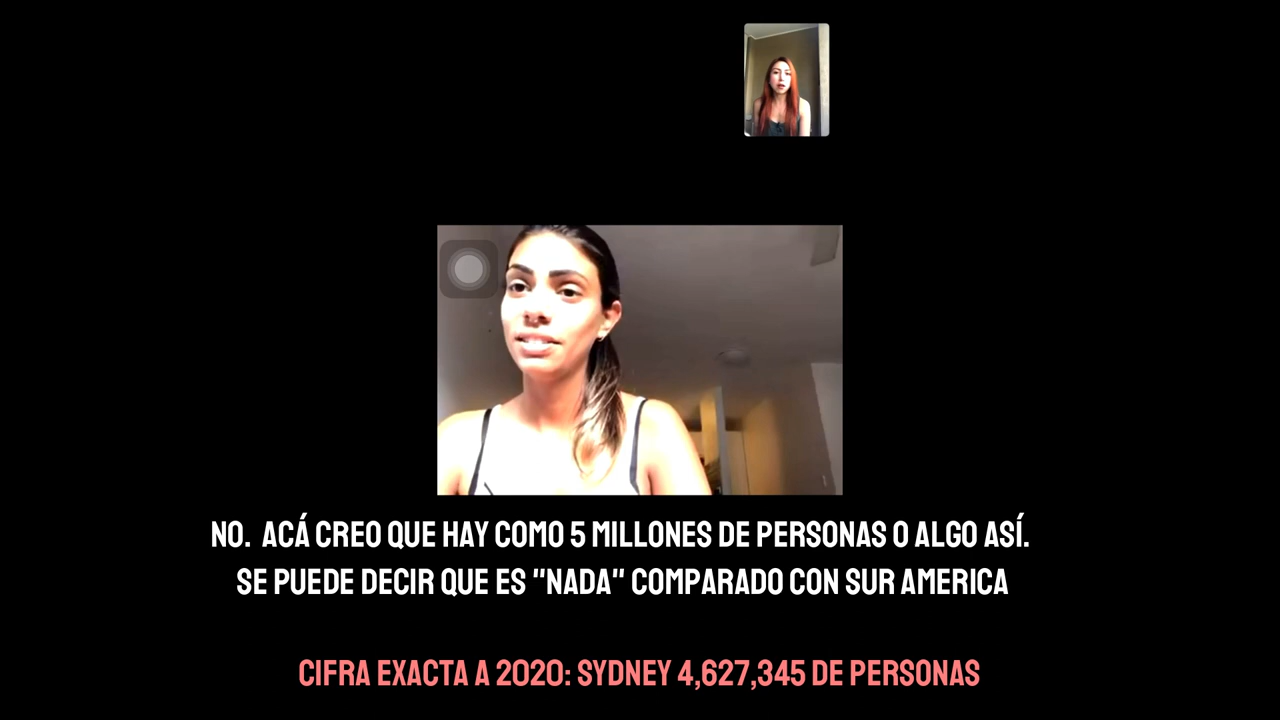 NO.  ACÁ CREO QUE HAY COMO 5 MILLONES DE PERSONAS O ALGO ASÍ.
SE PUEDE DECIR QUE ES "NADA" COMPARADO CON SUR AMERICA
CIFRA EXACTA A 2020: SYDNEY 4,627,345 DE PERSONAS